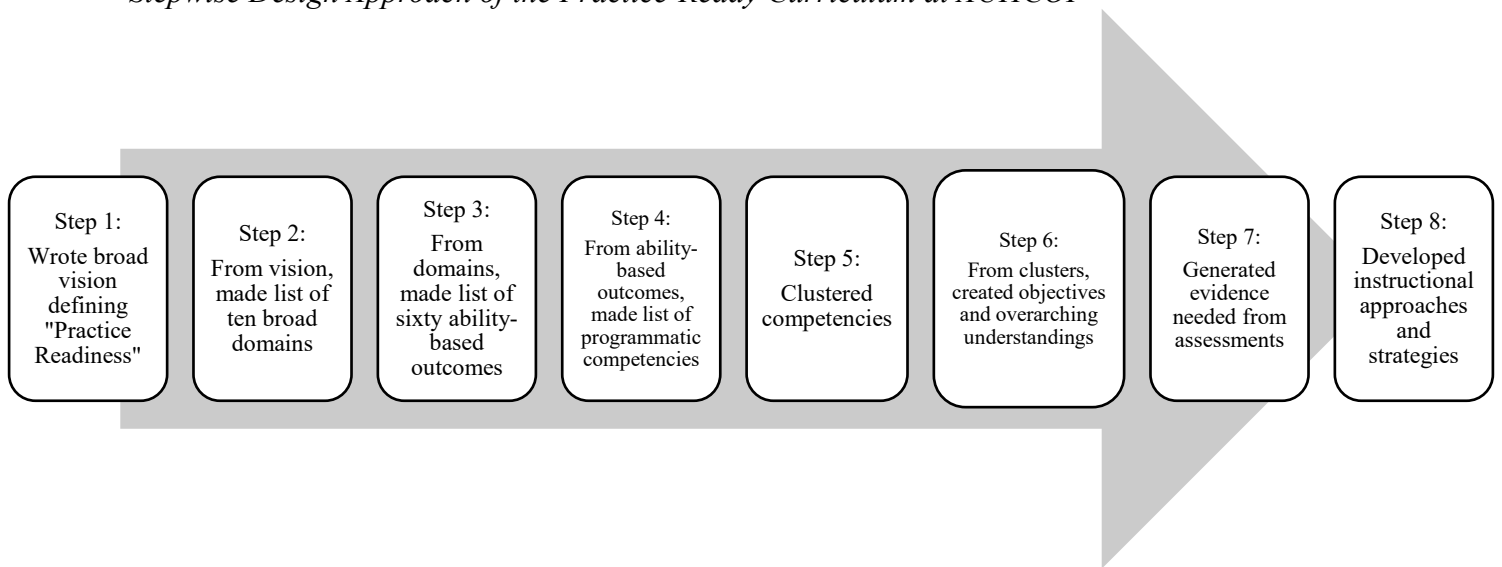 Stepwise Design Approach of the Practice-Ready Curriculum at
Step 1:
Wrote broad
vision
defining
"Practice
Readiness"
Step 2:
From vision,
made list of
ten broad
domains
Step 3:
From
domains,
made list of
sixty ability-
based
outcomes
Step 4:
From ability-
based
outcomes,
made list of
programmatic
competencies
Step 5:
Clustered
competencies
Step 6:
From clusters,
created objectives
and overarching
understandings
Step 7:
Generated
evidence
needed from
assessments
Step 8:
Developed
instructional
approaches
and
strategies